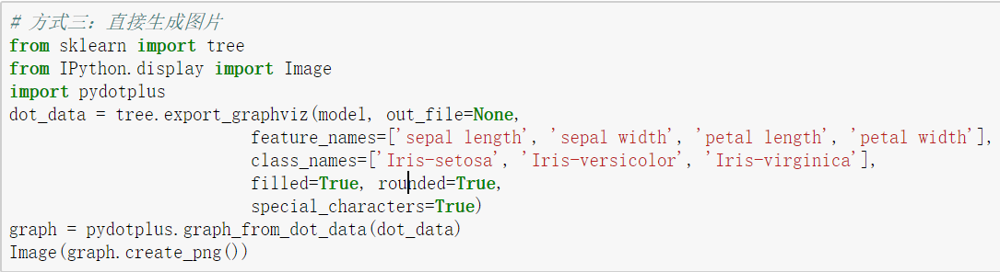 # 方式三：直接生成图片
from sklearn import tree
from IPython.display import Image
import pydotplus
dot_data = tree.export_graphviz(model, out_file=None,
                         feature_names=['sepal length', 'sepal width', 'petal length', 'petal width'],
                         class_names=['Iris-setosa', 'Iris-versicolor', 'Iris-virginica'],
                         filled=True, rounded=True,
                         special_characters=True)
graph = pydotplus.graph_from_dot_data(dot_data)
Image(graph.create_png())